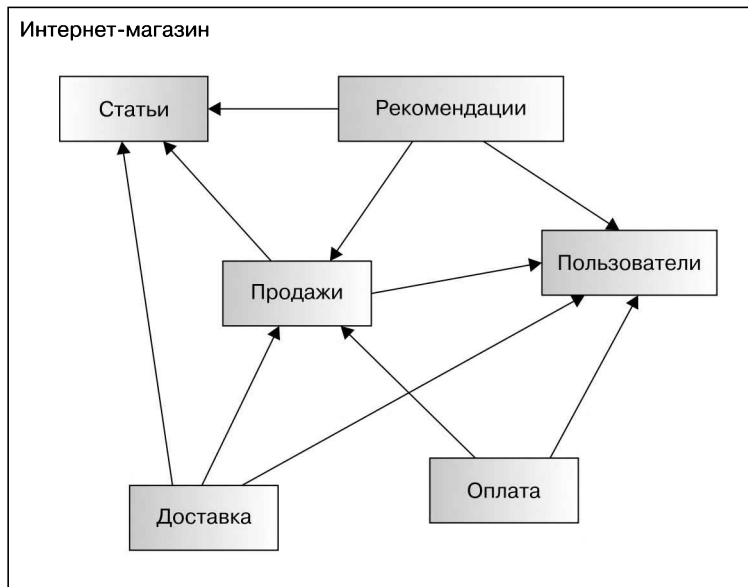 Интернет-магазин
Статьи
Рекомендации
Продажи
Пользователи
Доставка
Оплата